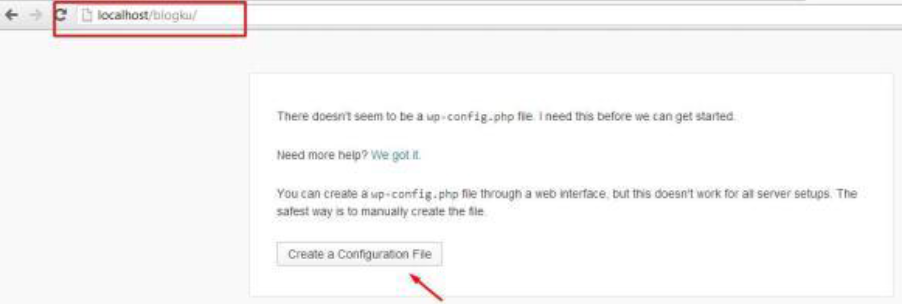 localhost/blogku/
There doesn't seem to be a wp-config.php file. I need this before we can get started.
Need more help? We got it.
You can create a wp-config.php file through a web interface, but this doesn't work for all server setups. The
safest way is to manually create the file.
Create a Configuration File